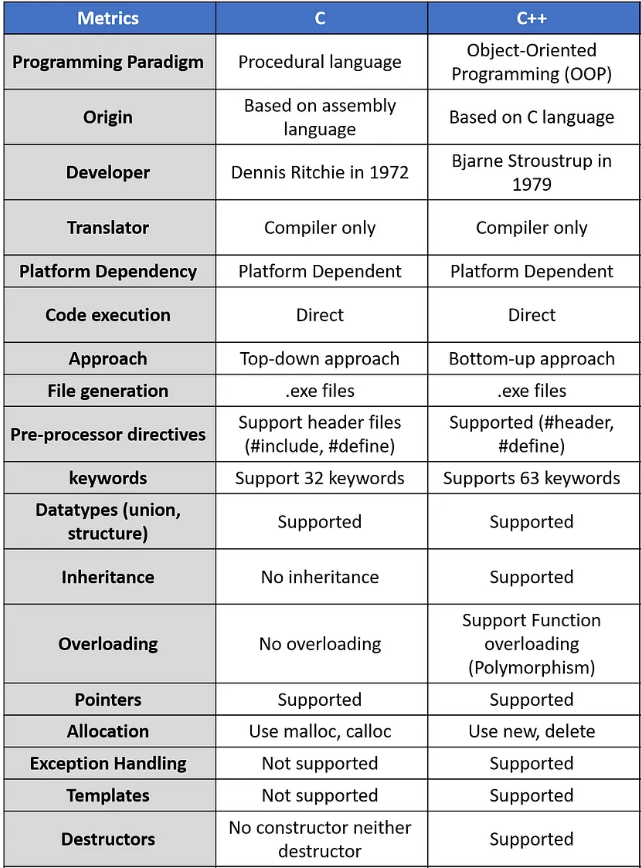 Metrics C C++
Programming Paradigm Procedural language Object-Oriented
Programming (OOP)
Origin Based on assembly
language Based on C language
Developer Dennis Ritchie in 1972 Bjarne Stroustrup in
1979
Translator Compiler only Compiler only
Platform Dependency Platform Dependent Platform Dependent
Code execution Direct Direct
Approach Top-down approach Bottom-up approach
File generation .exe files .exe files
Pre-processor directives Support header files
(#include, #define) Supported (#header,
#define)
keywords Support 32 keywords Supports 63 keywords
Datatypes (union,
structure) Supported Supported
Inheritance No inheritance Supported
Overloading No overloading Support Function
overloading
(Polymorphism)
Pointers Supported Supported
Allocation Use malloc, calloc Use new, delete
Exception Handling Not supported Supported
Templates Not supported Supported
Destructors No constructor neither
destructor Supported